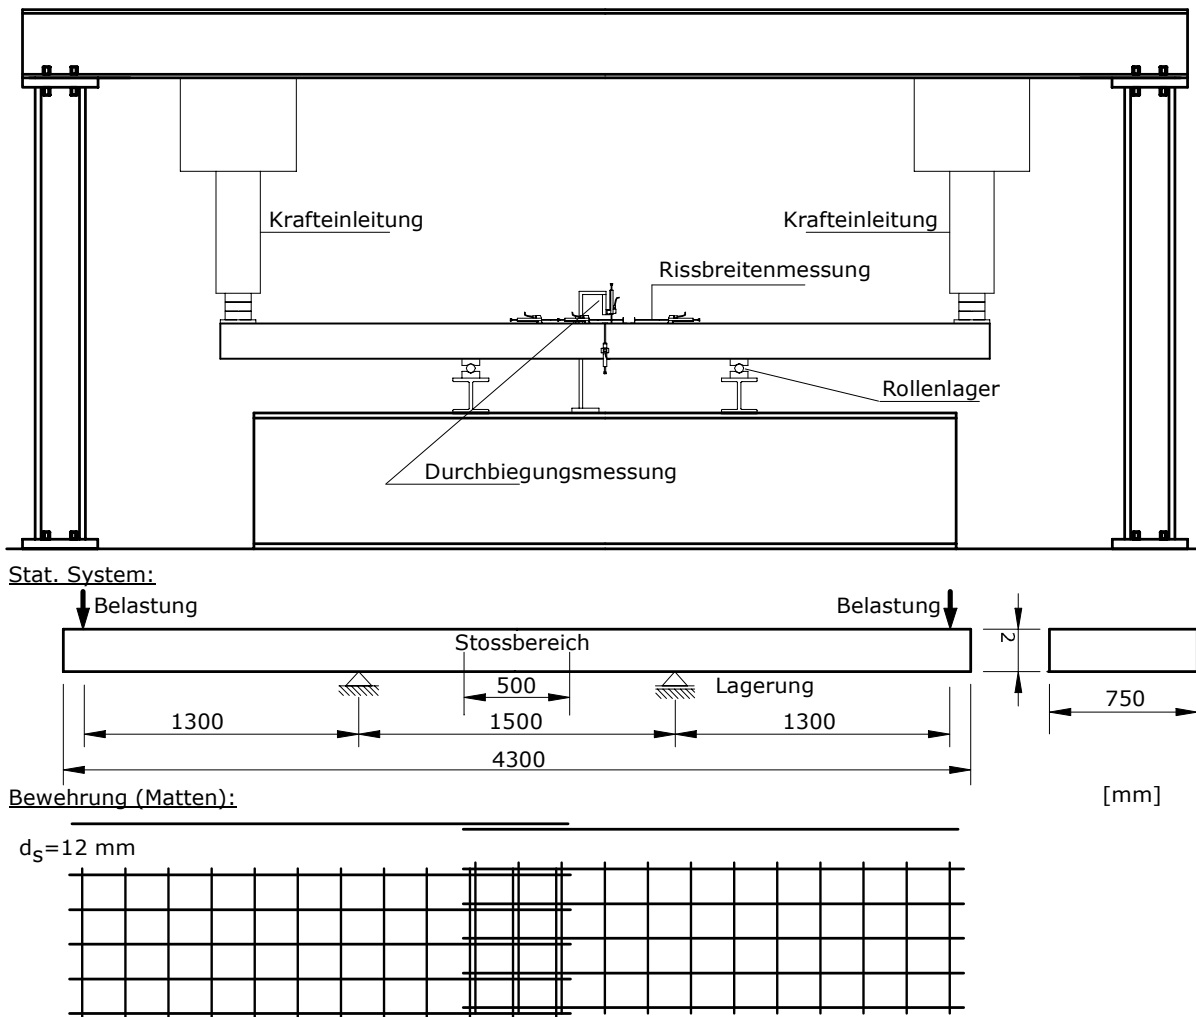 Krafteinleitung
Krafteinleitung
Rissbreitenmessung
Rollenlager
Durchbiegungsmessung
Stat. System:
Belastung
Belastung
Stossbereich
2
500
Lagerung
750
1300
1500
1300
4300
Bewehrung (Matten):
[mm]
dₛ=12 mm